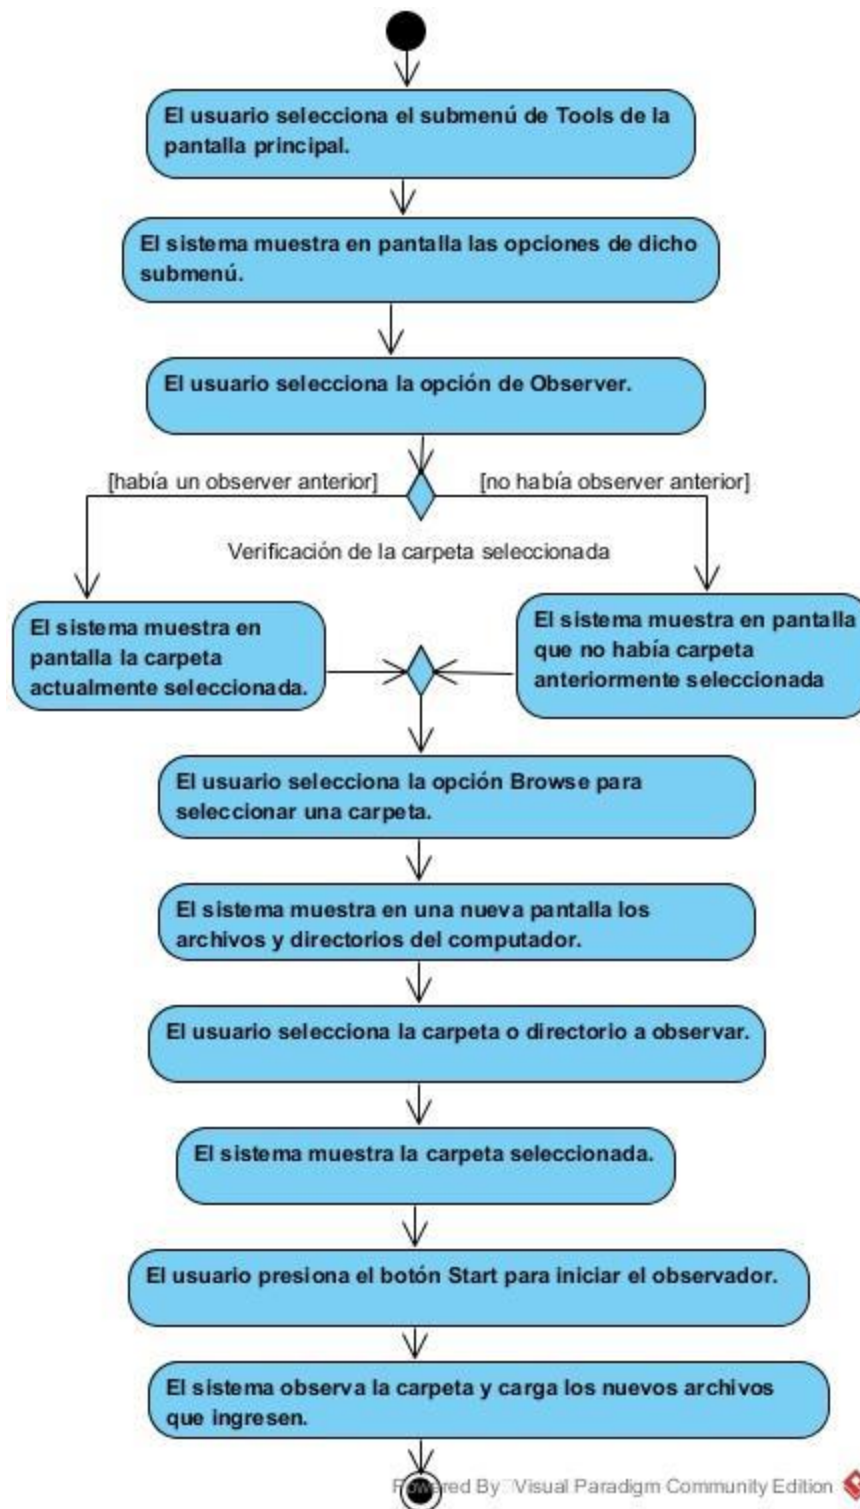 El usuario selecciona el submenú de Tools de la
pantalla principal.
El sistema muestra en pantalla las opciones de dicho
submenú.
El usuario selecciona la opción de Observer.
[había un observer anterior]
[no había observer anterior]
Verificación de la carpeta seleccionada
El sistema muestra en
pantalla la carpeta
actualmente seleccionada.
El sistema muestra en pantalla
que no había carpeta
anteriormente seleccionada
El usuario selecciona la opción Browse para
seleccionar una carpeta.
El sistema muestra en una nueva pantalla los
archivos y directorios del computador.
El usuario selecciona la carpeta o directorio a observar.
El sistema muestra la carpeta seleccionada.
El usuario presiona el botón Start para iniciar el observador.
El sistema observa la carpeta y carga los nuevos archivos
que ingresen.
Powered By Visual Paradigm Community Edition